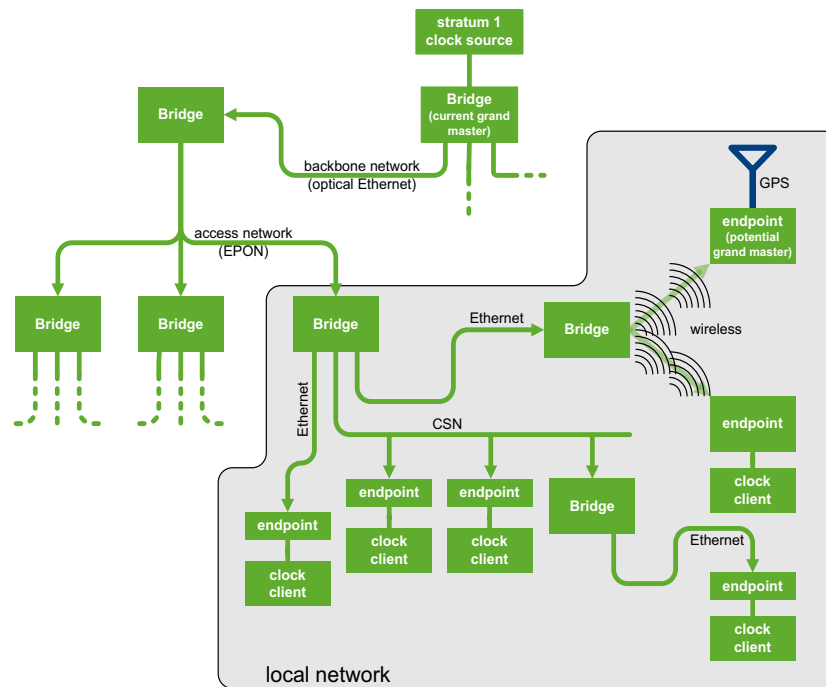 stratum 1
clock source
Bridge
(current grand
master)
Bridge
backbone network
(optical Ethernet)
GPS
endpoint
(potential
grand master)
access network
(EPON)
Bridge
Bridge
Bridge
Ethernet
Bridge
wireless
Ethernet
CSN
endpoint
clock
client
endpoint
clock
client
endpoint
clock
client
Bridge
endpoint
clock
client
Ethernet
endpoint
clock
client
local network